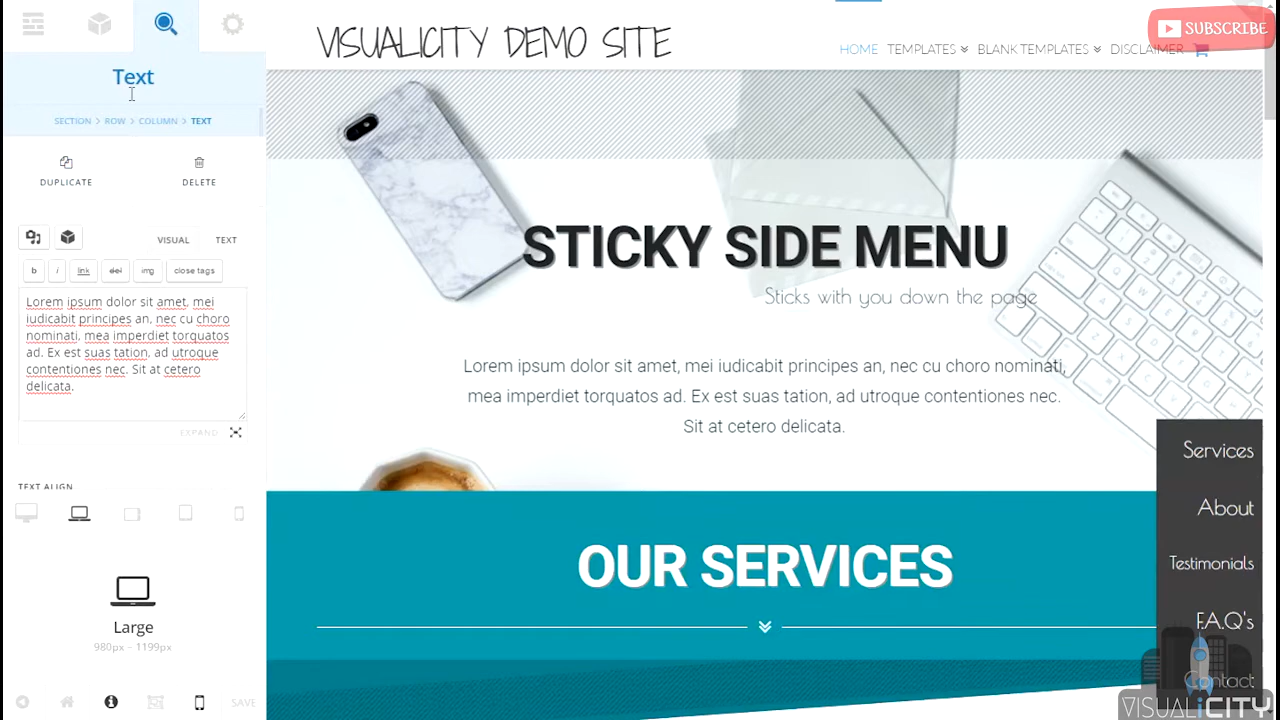 Text
SECTION > ROW > COLUMN > TEXT
DUPLICATE
DELETE
VISUAL
TEXT
b
i
link
del
img
close tags
Lorem ipsum dolor sit amet, mei
iudicabit principes an, nec cu choro
nominati, mea imperdiet torquatos
ad. Ex est suas tation, ad utroque
contentiones nec. Sit at cetero
delicata.
EXPAND
TEXT ALIGN
Large
980px – 1199px
SAVE
VISUALICITY DEMO SITE
HOME
TEMPLATES
BLANK TEMPLATES
DISCLAIMER
SUBSCRIBE
STICKY SIDE MENU
Sticks with you down the page
Lorem ipsum dolor sit amet, mei iudicabit principes an, nec cu choro nominati,
mea imperdiet torquatos ad. Ex est suas tation, ad utroque contentiones nec.
Sit at cetero delicata.
OUR SERVICES
Services
About
Testimonials
F.A.Q's
Contact
VISUALiCITY